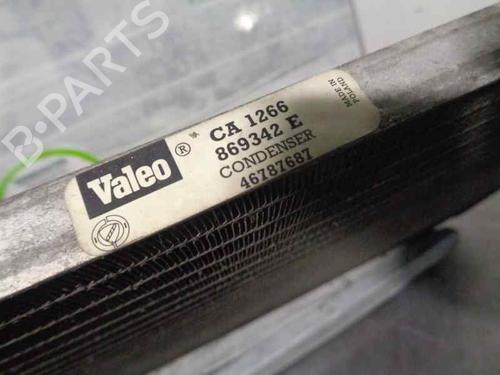 B-PARTS
Valeo ®
CA 1266
869342 E
CONDENSER
46787687
MADE IN
POLAND